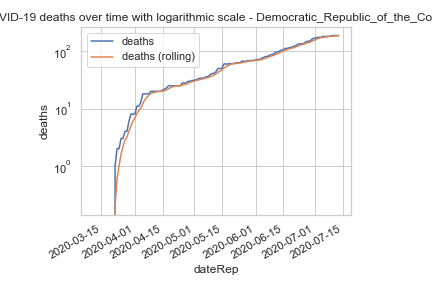 VID-19 deaths over time with logarithmic scale - Democratic_Republic_of_the_Co
deaths
deaths (rolling)
10²
10¹
10⁰
deaths
2020-03-15
2020-04-01
2020-04-15
2020-05-01
2020-05-15
2020-06-01
2020-06-15
2020-07-01
2020-07-15
dateRep